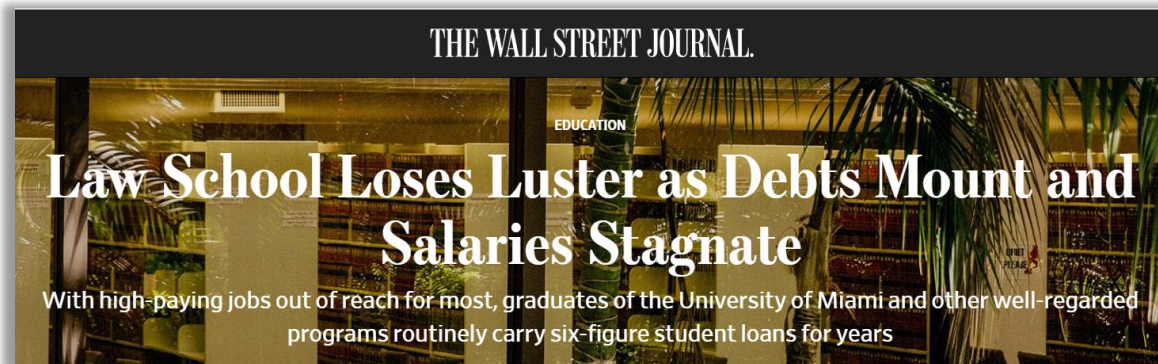 THE WALL STREET JOURNAL.
EDUCATION
Law School Loses Luster as Debts Mount and
Salaries Stagnate
With high-paying jobs out of reach for most, graduates of the University of Miami and other well-regarded
programs routinely carry six-figure student loans for years
QUIET
PLEASE